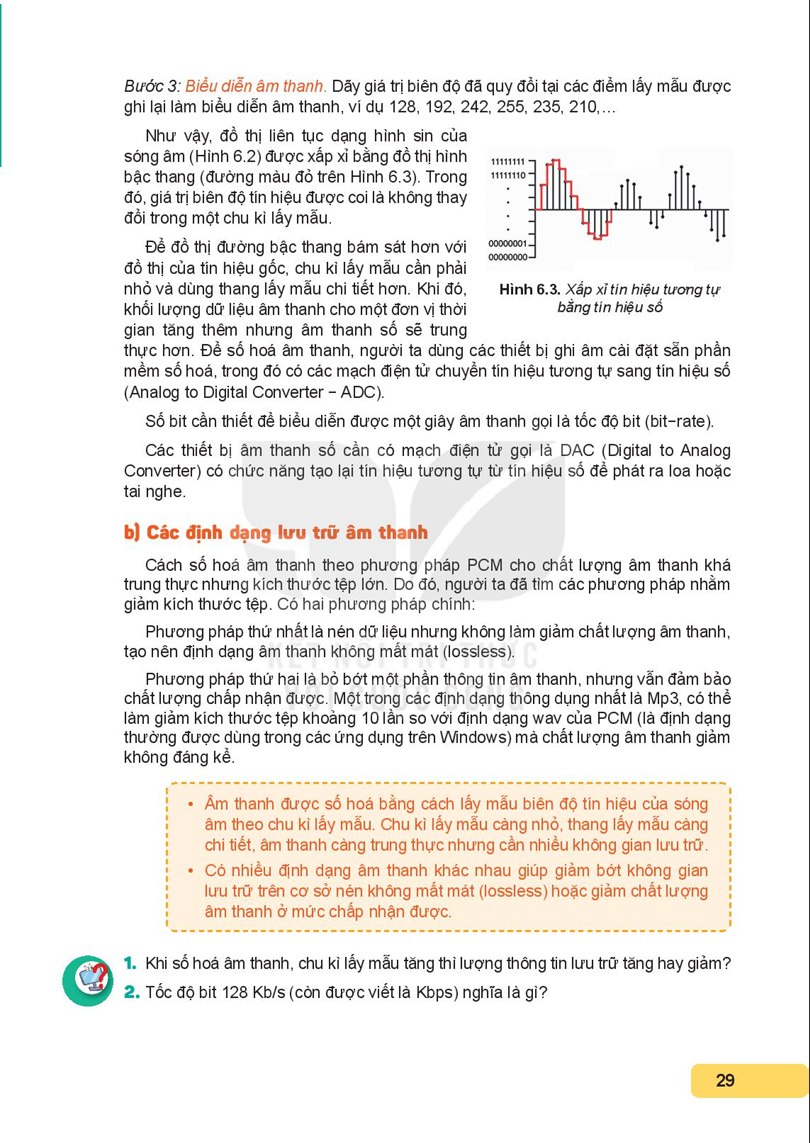 Bước 3: Biểu diễn âm thanh. Dãy giá trị biên độ đã quy đổi tại các điểm lấy mẫu được
ghi lại làm biểu diễn âm thanh, ví dụ 128, 192, 242, 255, 235, 210,…
Như vậy, đồ thị liên tục dạng hình sin của
sóng âm (Hình 6.2) được xấp xỉ bằng đồ thị hình
bậc thang (đường màu đỏ trên Hình 6.3). Trong
đó, giá trị biên độ tín hiệu được coi là không thay
đổi trong một chu kì lấy mẫu.
Để đồ thị đường bậc thang bám sát hơn với
đồ thị của tín hiệu gốc, chu kì lấy mẫu cần phải
nhỏ và dùng thang lấy mẫu chi tiết hơn. Khi đó,
khối lượng dữ liệu âm thanh cho một đơn vị thời
gian tăng thêm nhưng âm thanh số sẽ trung
11111111
11111110
00000001
00000000
Hình 6.3. Xấp xỉ tín hiệu tương tự
bằng tín hiệu số
thực hơn. Để số hoá âm thanh, người ta dùng các thiết bị ghi âm cài đặt sẵn phần
mềm số hoá, trong đó có các mạch điện tử chuyển tín hiệu tương tự sang tín hiệu số
(Analog to Digital Converter – ADC).
Số bit cần thiết để biểu diễn được một giây âm thanh gọi là tốc độ bit (bit–rate).
Các thiết bị âm thanh số cần có mạch điện tử gọi là DAC (Digital to Analog
Converter) có chức năng tạo lại tín hiệu tương tự từ tín hiệu số để phát ra loa hoặc
tai nghe.
b) Các định dạng lưu trữ âm thanh
Cách số hoá âm thanh theo phương pháp PCM cho chất lượng âm thanh khá
trung thực nhưng kích thước tệp lớn. Do đó, người ta đã tìm các phương pháp nhằm
giảm kích thước tệp. Có hai phương pháp chính:
Phương pháp thứ nhất là nén dữ liệu nhưng không làm giảm chất lượng âm thanh,
tạo nên định dạng âm thanh không mất mát (lossless).
KẾT NỐI TRI THỨC
Phương pháp thứ hai là bỏ bớt một phần thông tin âm thanh, nhưng vẫn đảm bảo
chất lượng chấp nhận được. Một trong các định dạng thông dụng nhất là Mp3, có thể
VỚI CUỘC SỐNG
làm giảm kích thước tệp khoảng 10 lần so với định dạng wav của PCM (là định dạng
thường được dùng trong các ứng dụng trên Windows) mà chất lượng âm thanh giảm
không đáng kể.
• Âm thanh được số hoá bằng cách lấy mẫu biên độ tín hiệu của sóng
âm theo chu kì lấy mẫu. Chu kì lấy mẫu càng nhỏ, thang lấy mẫu càng
chi tiết, âm thanh càng trung thực nhưng cần nhiều không gian lưu trữ.
• Có nhiều định dạng âm thanh khác nhau giúp giảm bớt không gian
lưu trữ trên cơ sở nén không mất mát (lossless) hoặc giảm chất lượng
âm thanh ở mức chấp nhận được.
1. Khi số hoá âm thanh, chu kì lấy mẫu tăng thì lượng thông tin lưu trữ tăng hay giảm?
2. Tốc độ bit 128 Kb/s (còn được viết là Kbps) nghĩa là gì?
29